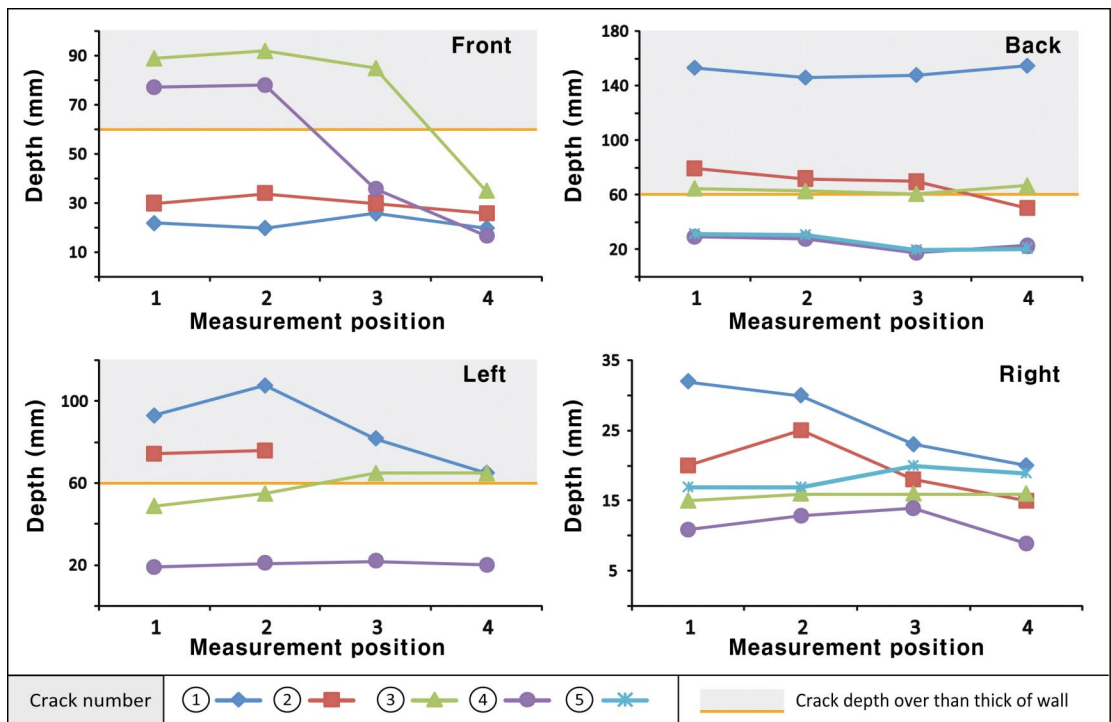 Front
90
70
50
30
10
Depth (mm)
1 2 3 4
Measurement position
Back
180
140
100
60
20
Depth (mm)
1 2 3 4
Measurement position
Left
100
60
20
Depth (mm)
1 2 3 4
Measurement position
Right
35
25
15
5
Depth (mm)
1 2 3 4
Measurement position
Crack number ① ② ③ ④ ⑤ Crack depth over than thick of wall